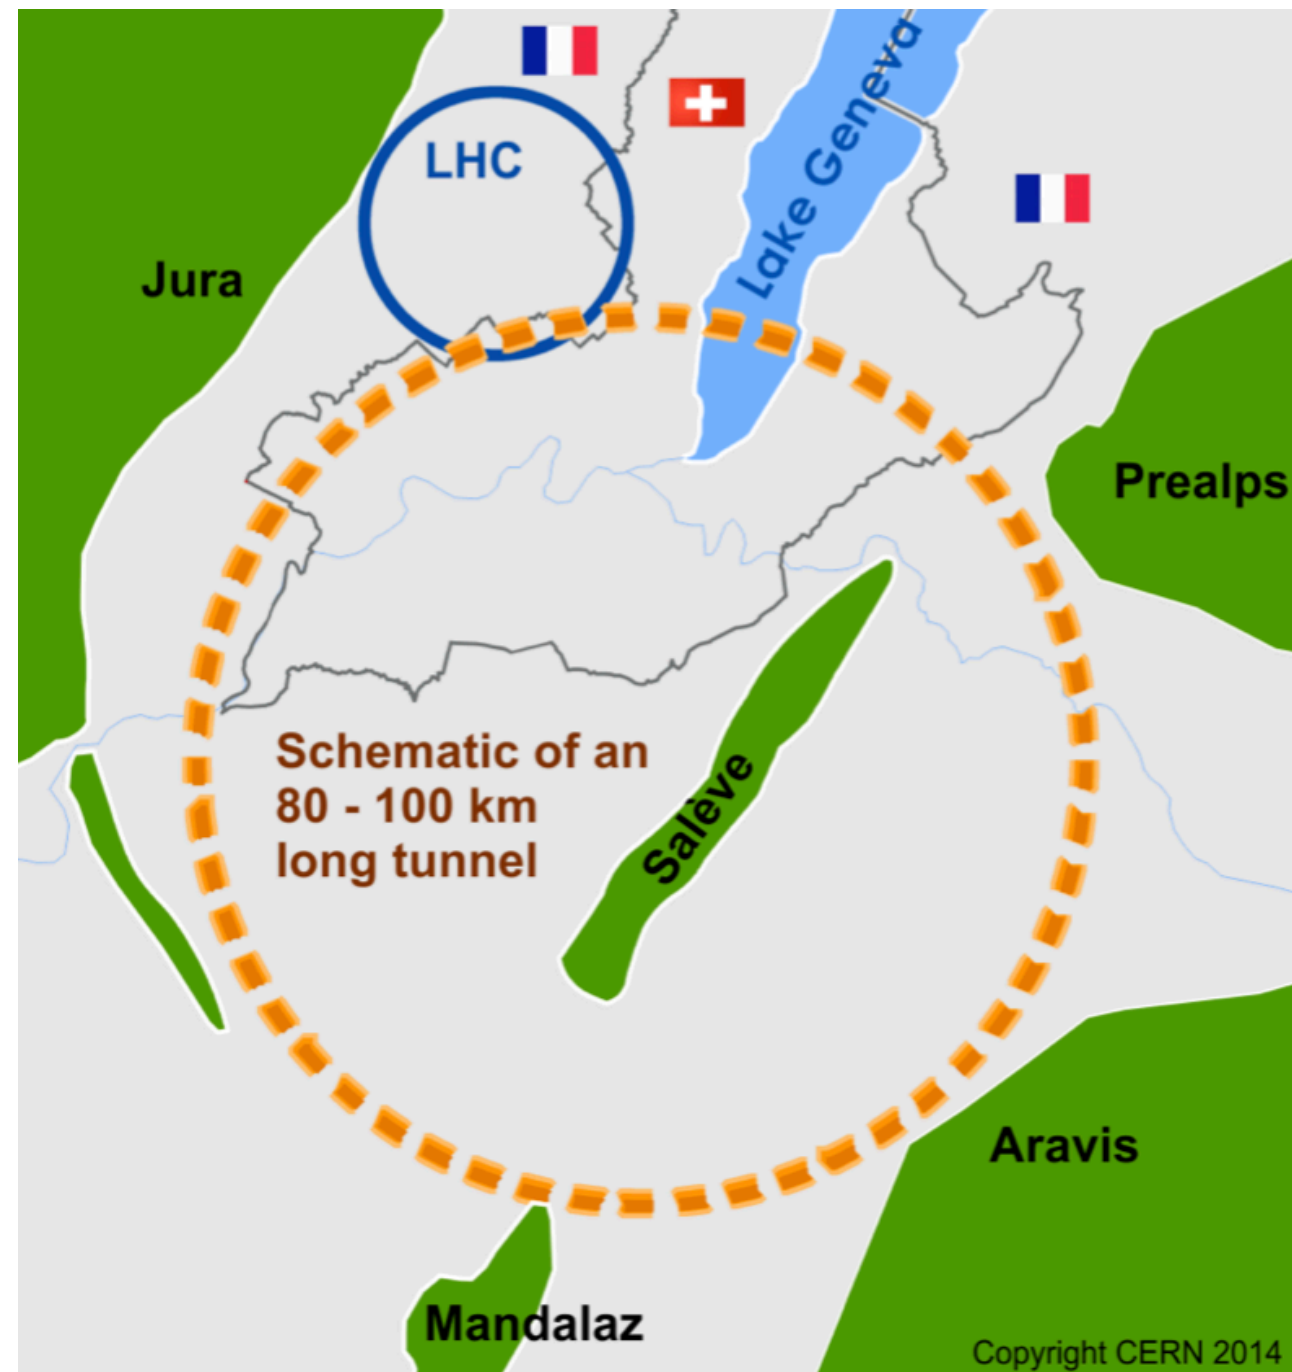 LHC
Lake Geneva
Jura
Prealps
Schematic of an
80 - 100 km
long tunnel
Salève
Aravis
Mandalaz
Copyright CERN 2014